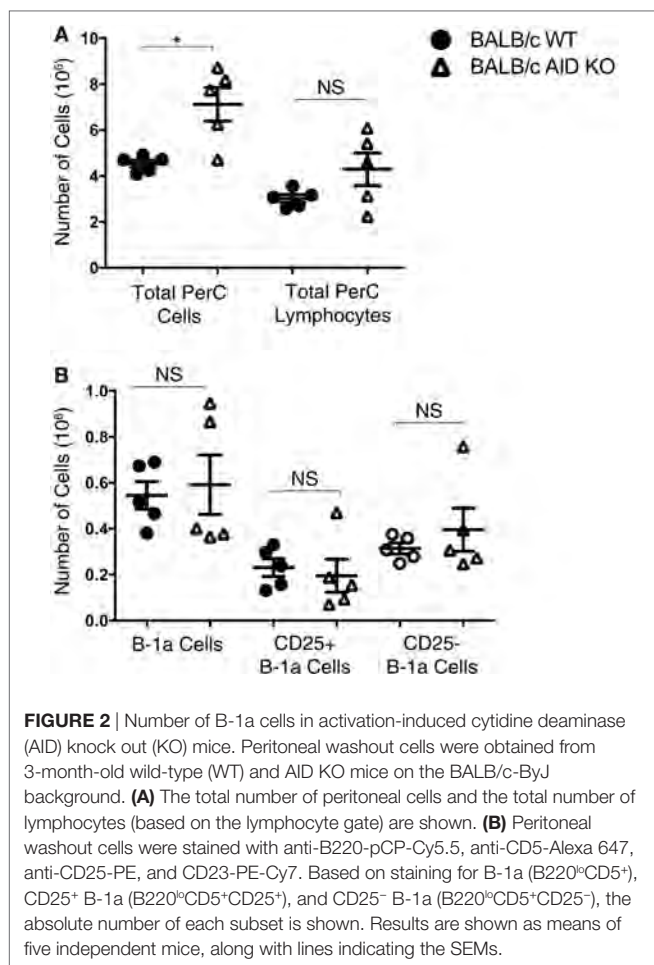 A
BALB/c WT
BALB/c AID KO
Number of Cells (10⁶)
10
8
6
4
2
0
*
NS
Total PerC
Cells
Total PerC
Lymphocytes
B
Number of Cells (10⁶)
1.0
0.8
0.6
0.4
0.2
0.0
NS
NS
NS
B-1a Cells
CD25+
B-1a Cells
CD25-
B-1a Cells
FIGURE 2 | Number of B-1a cells in activation-induced cytidine deaminase
(AID) knock out (KO) mice. Peritoneal washout cells were obtained from
3-month-old wild-type (WT) and AID KO mice on the BALB/c-ByJ
background. (A) The total number of peritoneal cells and the total number of
lymphocytes (based on the lymphocyte gate) are shown. (B) Peritoneal
washout cells were stained with anti-B220-pCP-Cy5.5, anti-CD5-Alexa 647,
anti-CD25-PE, and CD23-PE-Cy7. Based on staining for B-1a (B220ˡᵒCD5⁺),
CD25⁺ B-1a (B220ˡᵒCD5⁺CD25⁺), and CD25⁻ B-1a (B220ˡᵒCD5⁺CD25⁻), the
absolute number of each subset is shown. Results are shown as means of
five independent mice, along with lines indicating the SEMs.